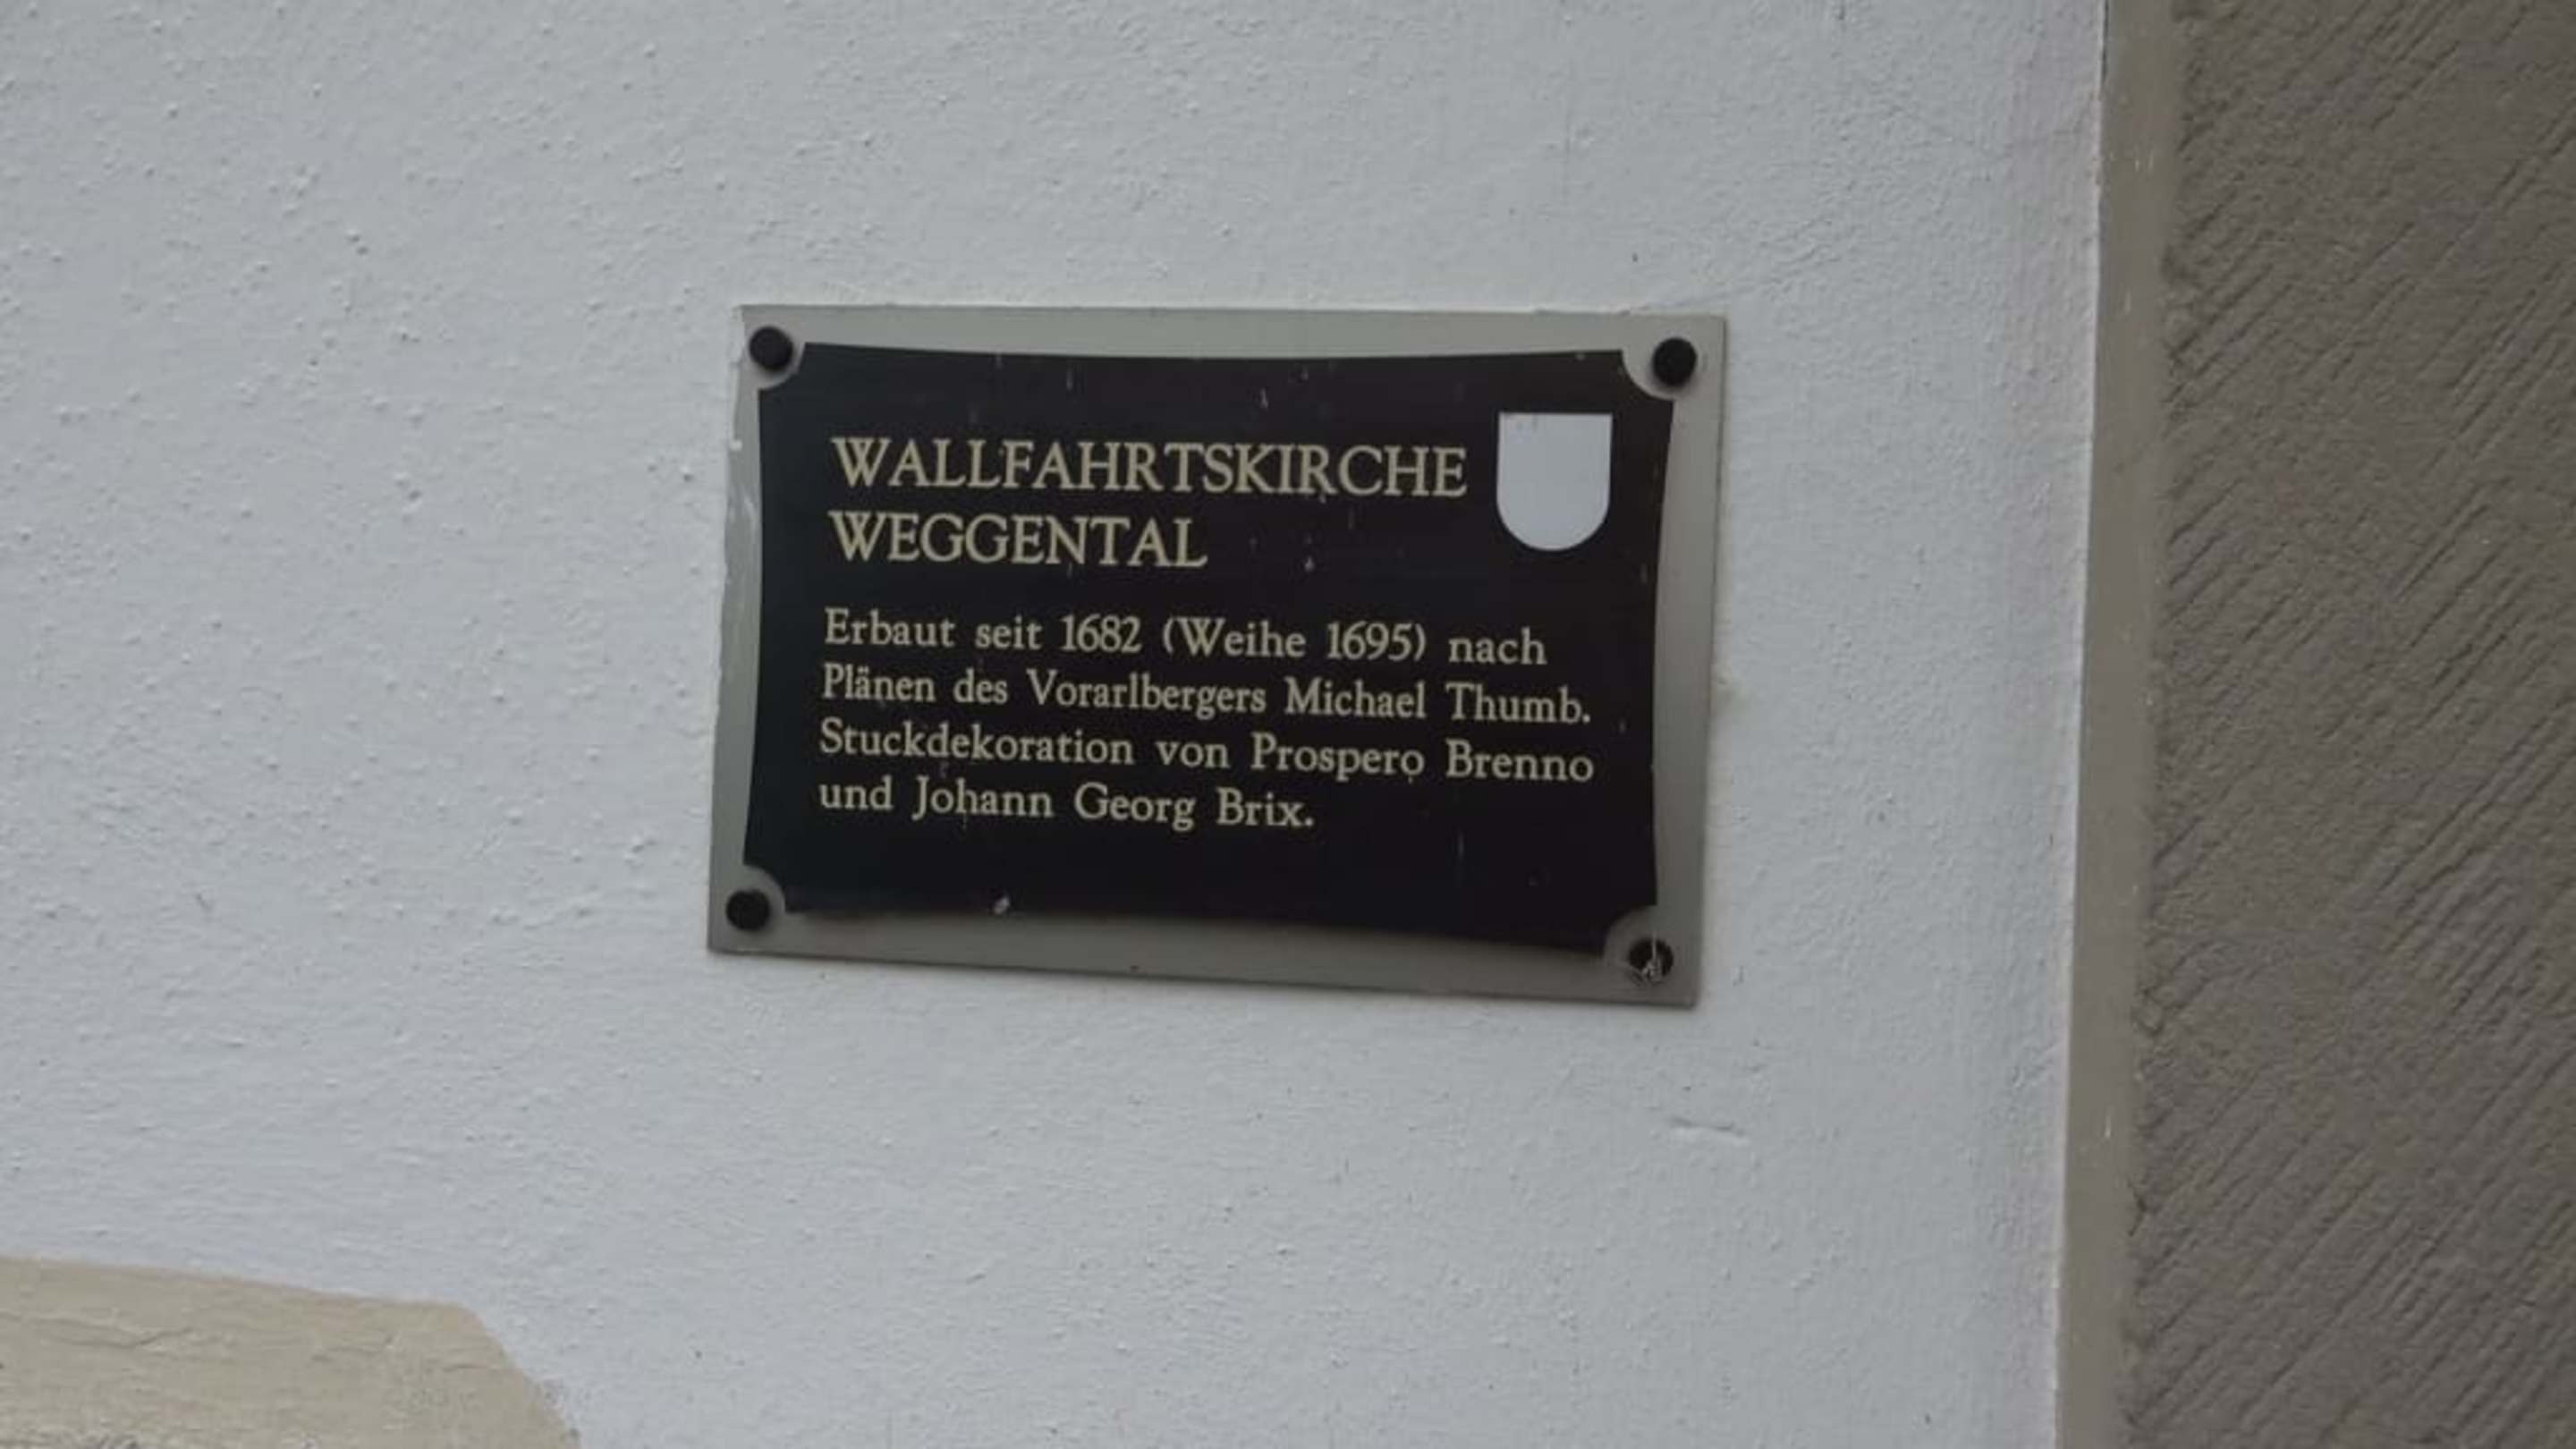 WALLFAHRTSKIRCHE
WEGGENTAL
Erbaut seit 1682 (Weihe 1695) nach
Plänen des Vorarlbergers Michael Thumb.
Stuckdekoration von Prospero Brenno
und Johann Georg Brix.